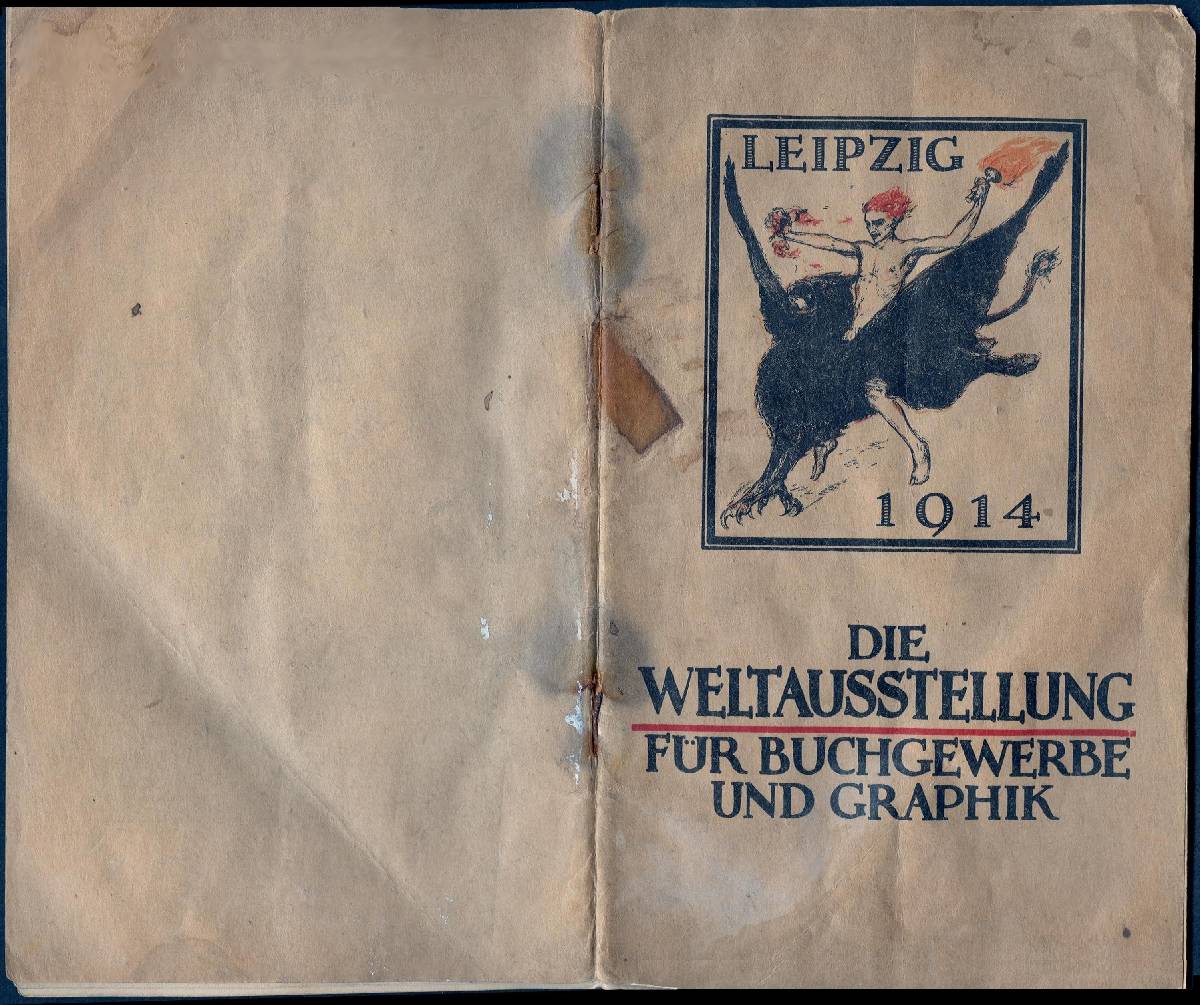 LEIPZIG
1914
DIE
WELTAUSSTELLUNG
FÜR BUCHGEWERBE
UND GRAPHIK